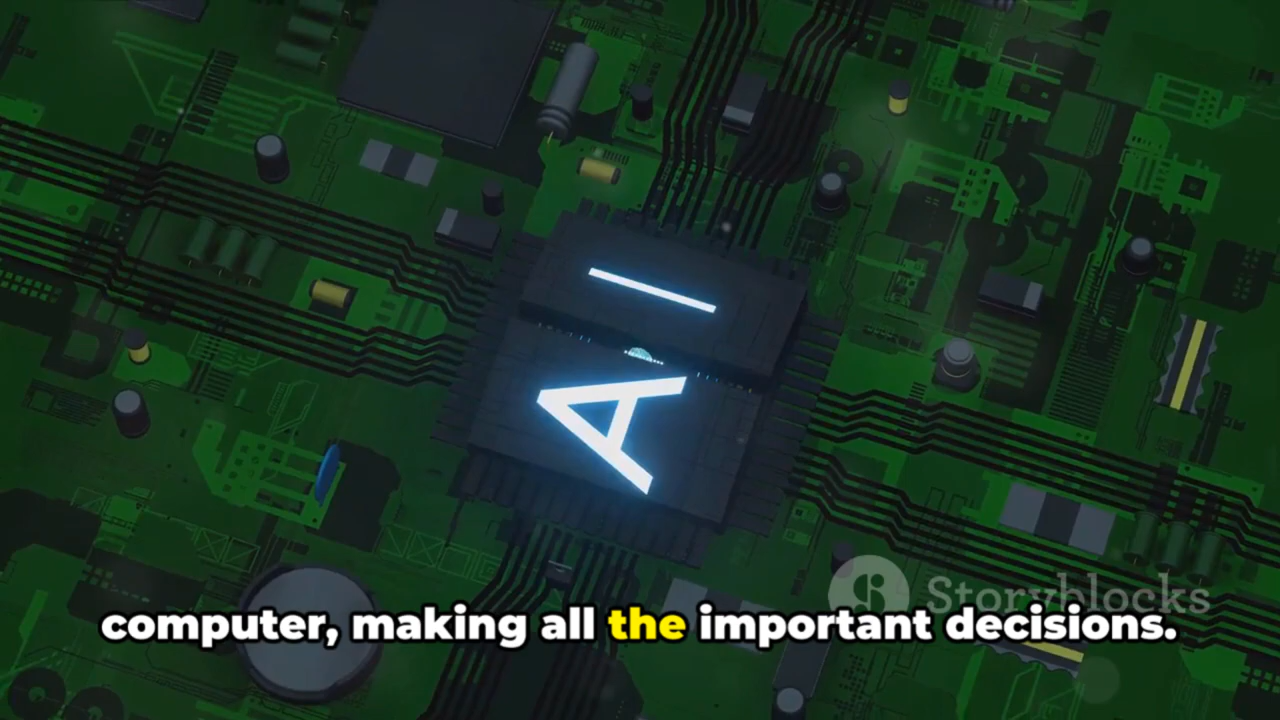 AI
Storyblocks
computer, making all the important decisions.